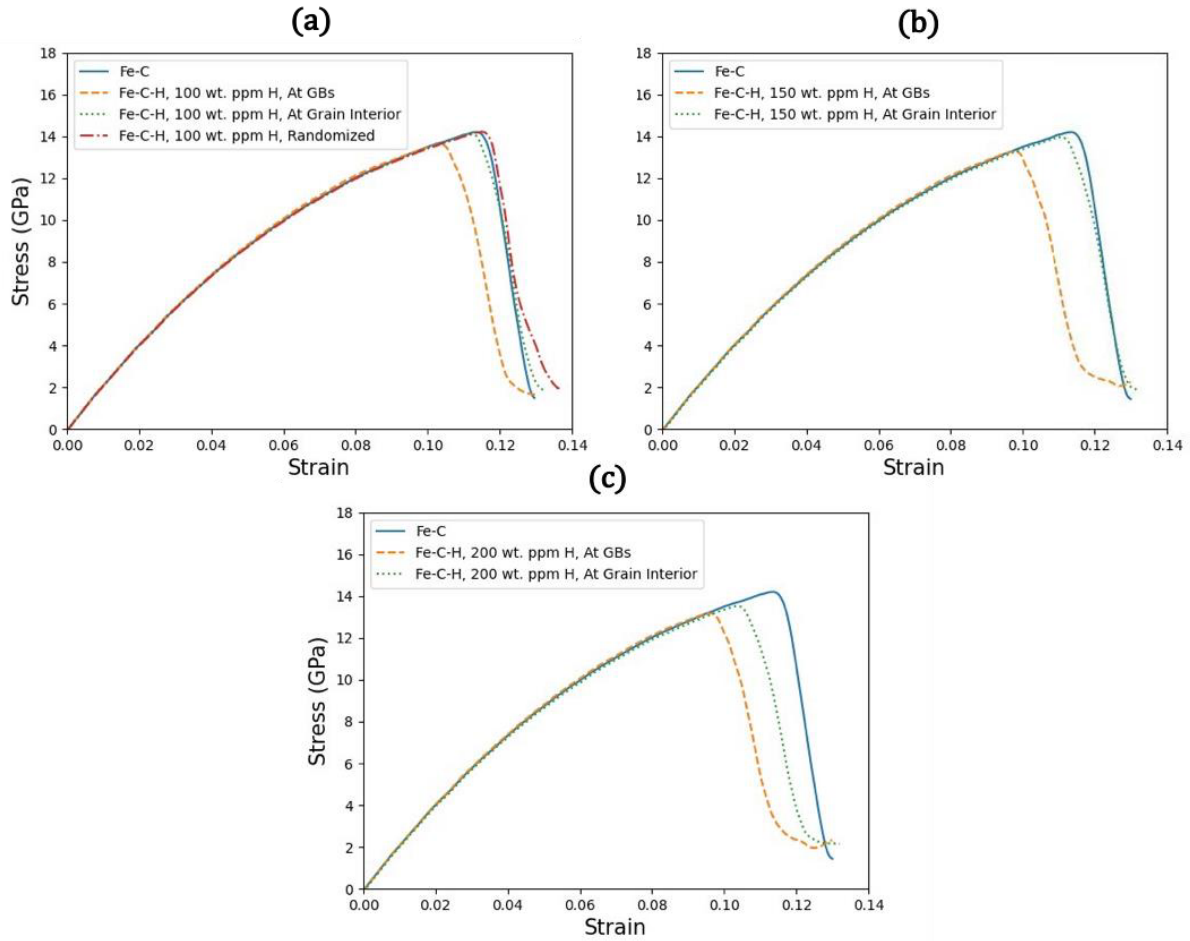 (a)
18
16
14
12
10
8
6
4
2
0
Stress (GPa)
Fe-C
Fe-C-H, 100 wt. ppm H, At GBs
Fe-C-H, 100 wt. ppm H, At Grain Interior
Fe-C-H, 100 wt. ppm H, Randomized
0.00 0.02 0.04 0.06 0.08 0.10 0.12 0.14
Strain
(b)
18
16
14
12
10
8
6
4
2
0
Fe-C
Fe-C-H, 150 wt. ppm H, At GBs
Fe-C-H, 150 wt. ppm H, At Grain Interior
0.00 0.02 0.04 0.06 0.08 0.10 0.12 0.14
Strain
(c)
18
16
14
12
10
8
6
4
2
0
Stress (GPa)
Fe-C
Fe-C-H, 200 wt. ppm H, At GBs
Fe-C-H, 200 wt. ppm H, At Grain Interior
0.00 0.02 0.04 0.06 0.08 0.10 0.12 0.14
Strain